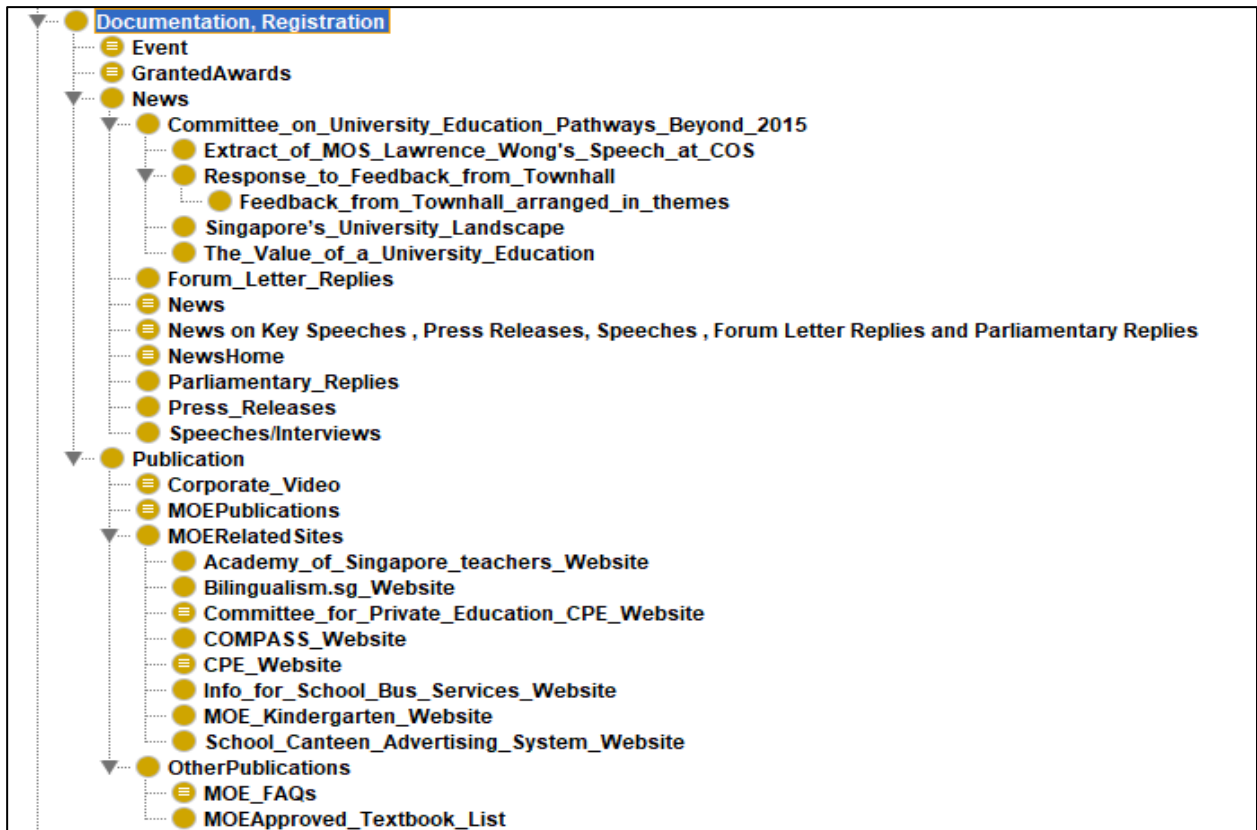 Documentation, Registration
Event
GrantedAwards
News
Committee_on_University_Education_Pathways_Beyond_2015
Extract_of_MOS_Lawrence_Wong's_Speech_at_COS
Response_to_Feedback_from_Townhall
Feedback_from_Townhall_arranged_in_themes
Singapore’s_University_Landscape
The_Value_of_a_University_Education
Forum_Letter_Replies
News
News on Key Speeches , Press Releases, Speeches , Forum Letter Replies and Parliamentary Replies
NewsHome
Parliamentary_Replies
Press_Releases
Speeches/Interviews
Publication
Corporate_Video
MOEPublications
MOERelatedSites
Academy_of_Singapore_teachers_Website
Bilingualism.sg_Website
Committee_for_Private_Education_CPE_Website
COMPASS_Website
CPE_Website
Info_for_School_Bus_Services_Website
MOE_Kindergarten_Website
School_Canteen_Advertising_System_Website
OtherPublications
MOE_FAQs
MOEApproved_Textbook_List